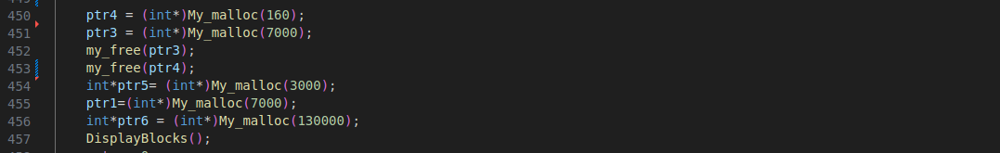 450 ptr4 = (int*)My_malloc(160);
451 ptr3 = (int*)My_malloc(7000);
452 my_free(ptr3);
453 my_free(ptr4);
454 int*ptr5= (int*)My_malloc(3000);
455 ptr1=(int*)My_malloc(7000);
456 int*ptr6 = (int*)My_malloc(130000);
457 DisplayBlocks();